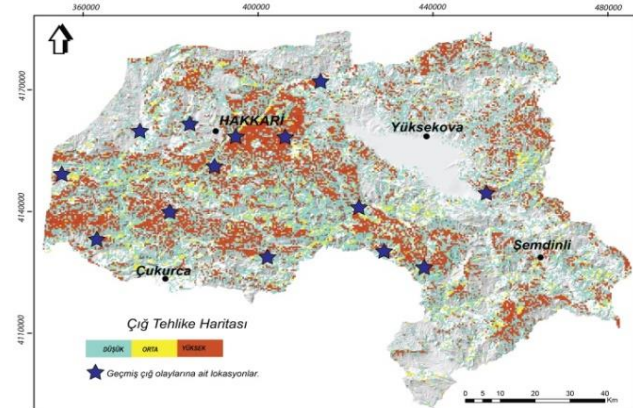 360000 400000 440000 480000
4170000
HAKKARİ
Yüksekova
4140000
Şemdinli
Çukurca
4110000
Çığ Tehlike Haritası
DÜŞÜK ORTA YÜKSEK
Geçmiş çığ olaylarına ait lokasyonlar.
0 5 10 20 30 40
Km